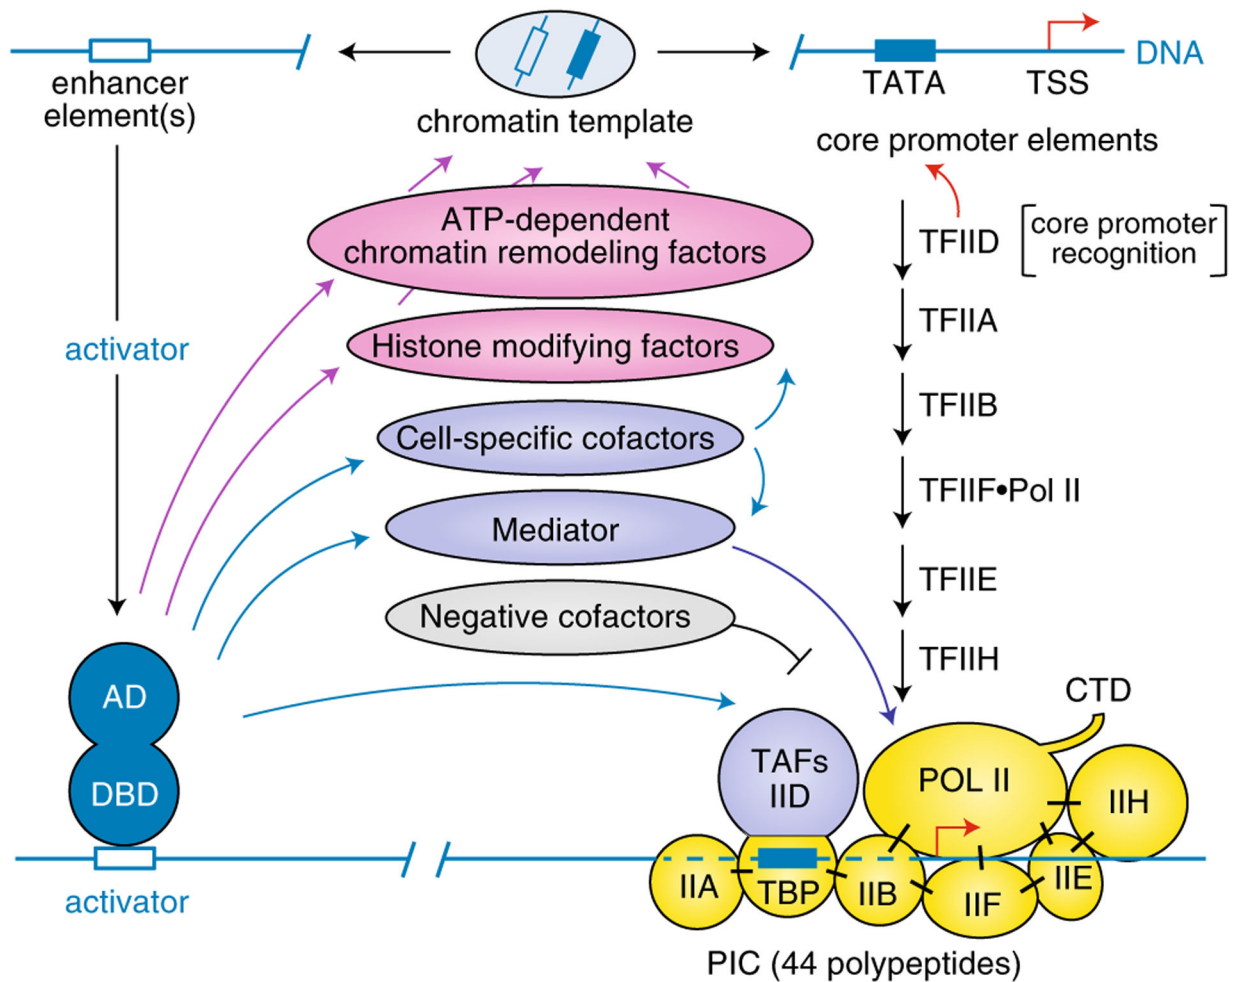 DNA
enhancer
element(s)
TATA
TSS
chromatin template
core promoter elements
ATP-dependent
chromatin remodeling factors
TFIID
core promoter
recognition
TFIIA
activator
Histone modifying factors
TFIIB
Cell-specific cofactors
TFIIF•Pol II
Mediator
TFIIE
Negative cofactors
TFIIH
AD
CTD
TAFs
IID
POL II
DBD
IIH
IIA
TBP
IIB
IIF
IIE
activator
PIC (44 polypeptides)